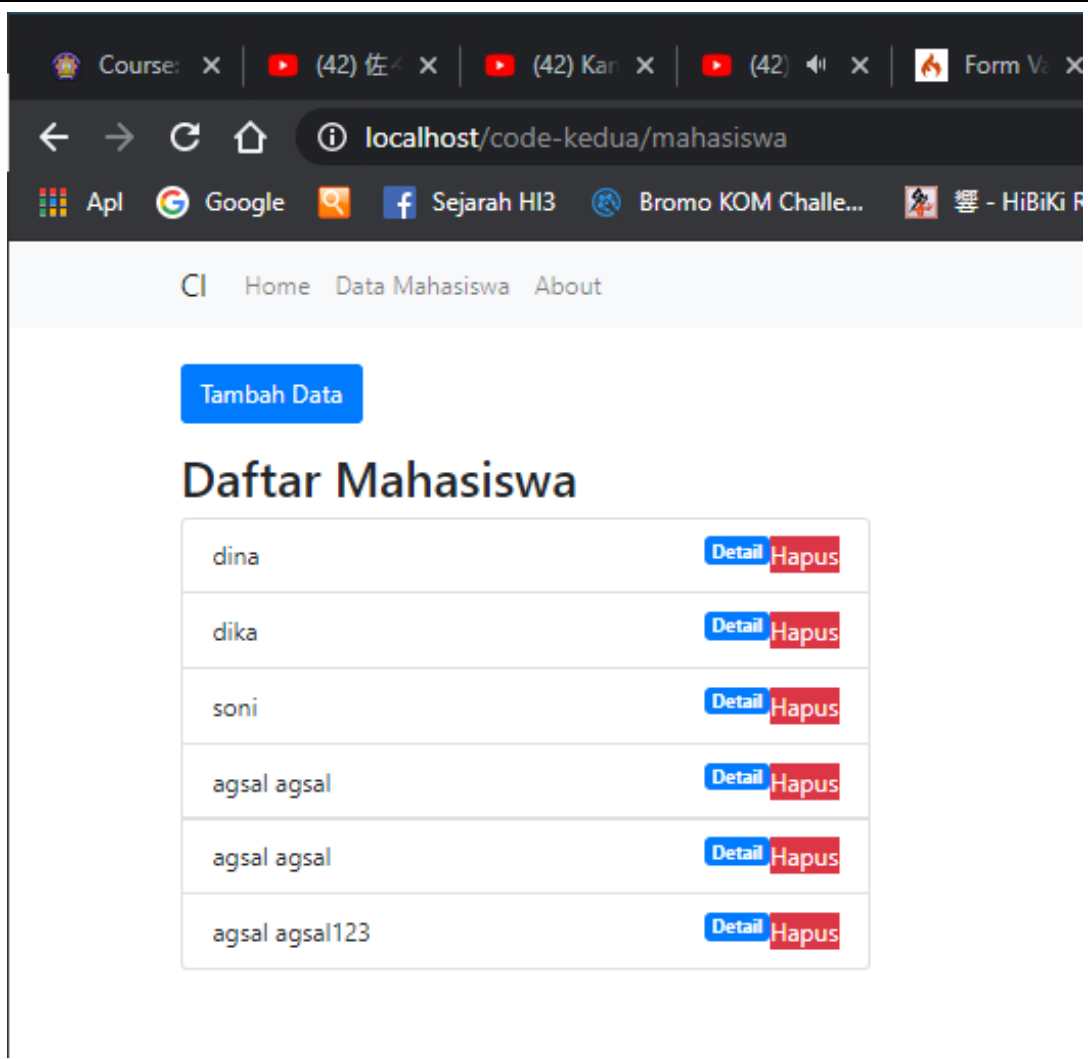 Course: (42) 佐々 (42) Kan (42) Form Va
localhost/code-kedua/mahasiswa
Apl Google Sejarah HI3 Bromo KOM Challe... 響 - HiBiKi R
CI Home Data Mahasiswa About
Tambah Data
Daftar Mahasiswa
dina Detail Hapus
dika Detail Hapus
soni Detail Hapus
agsal agsal Detail Hapus
agsal agsal Detail Hapus
agsal agsal123 Detail Hapus